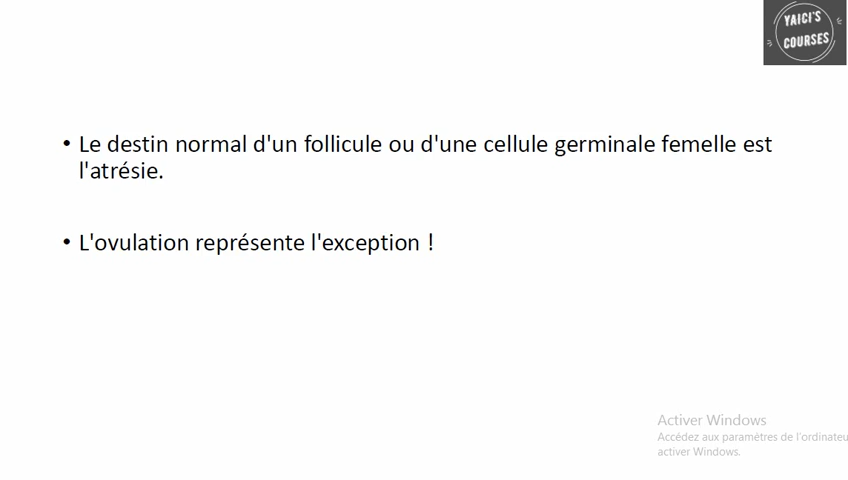 YAICI'S
COURSES
• Le destin normal d'un follicule ou d'une cellule germinale femelle est
l'atrésie.
• L'ovulation représente l'exception !
Activer Windows
Accédez aux paramètres de l'ordinateu
activer Windows.